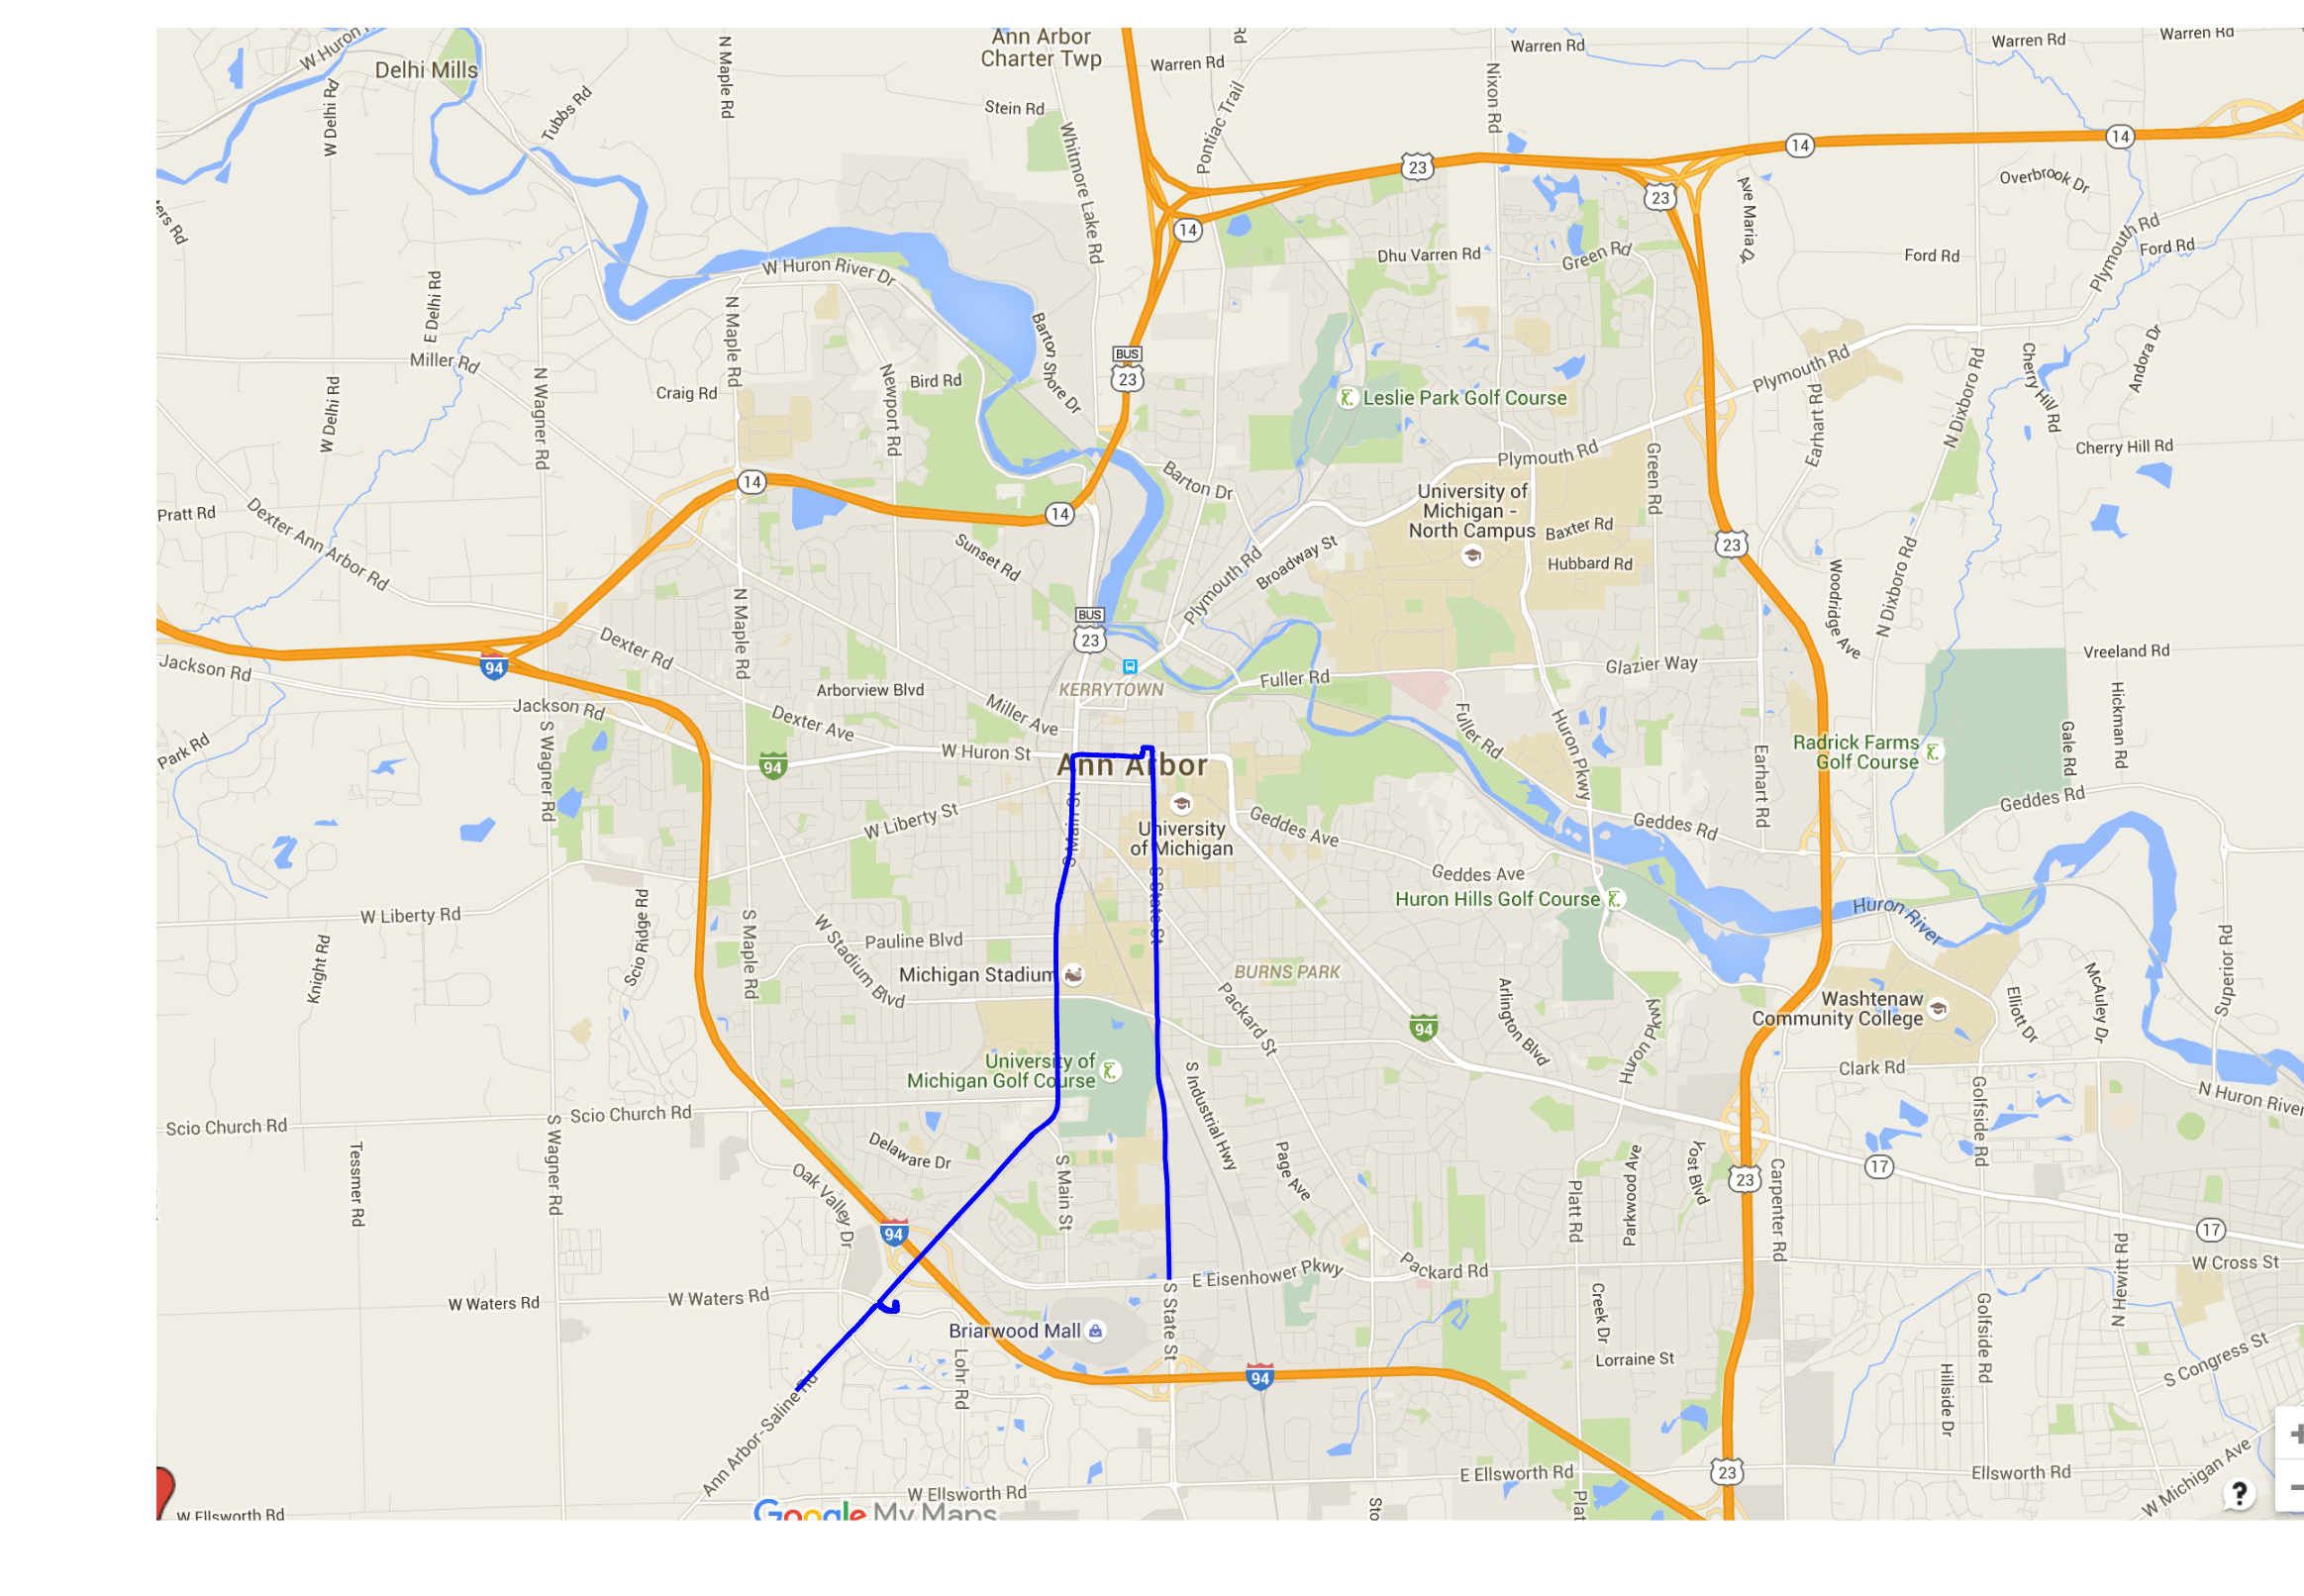 Ann Arbor
Charter Twp
W Huron R
Delhi Mills
N Maple Rd
Rd
Warren Rd
Warren Rd
Warren Rd
Warren Rd
W Delhi Rd
Tubbs Rd
Stein Rd
Whitmore Lake Rd
Pontiac Trail
Nixon Rd
23
14
14
ters Rd
23
Ave Maria Dr
Overbrook Dr
14
Dhu Varren Rd
Green Rd
Ford Rd
Plymouth Rd
Ford Rd
W Huron River Dr
E Delhi Rd
N Maple Rd
Barton Shore Dr
BUS
23
Miller Rd
Craig Rd
Newport Rd
Bird Rd
N Wagner Rd
W Delhi Rd
Leslie Park Golf Course
Plymouth Rd
Earhart Rd
N Dixboro Rd
Cherry Hill Rd
Andora Dr
Cherry Hill Rd
14
Barton Dr
Plymouth Rd
Green Rd
University of
Michigan -
North Campus
Baxter Rd
Hubbard Rd
Pratt Rd
Dexter Ann Arbor Rd
14
Sunset Rd
Plymouth Rd
Broadway St
23
Woodridge Ave
N Dixboro Rd
N Maple Rd
BUS
23
Dexter Rd
Jackson Rd
94
Arborview Blvd
KERRYTOWN
Fuller Rd
Glazier Way
Vreeland Rd
Hickman Rd
Jackson Rd
Dexter Ave
Miller Ave
Fuller Rd
Huron Pkwy
Park Rd
S Wagner Rd
94
W Huron St
Ann Arbor
Earhart Rd
Radrick Farms
Golf Course
Gale Rd
Geddes Rd
W Liberty St
S Main St
University
of Michigan
Geddes Ave
Geddes Rd
Geddes Ave
Huron Hills Golf Course
Huron River
W Liberty Rd
Scio Ridge Rd
S Maple Rd
W Stadium Blvd
Pauline Blvd
S State St
Knight Rd
Michigan Stadium
BURNS PARK
Packard St
94
Arlington Blvd
Huron Pkwy
Washtenaw
Community College
Elliott Dr
McAuley Dr
Superior Rd
University of
Michigan Golf Course
S Industrial Hwy
Clark Rd
Golfside Rd
N Huron River
Scio Church Rd
Scio Church Rd
S Wagner Rd
Tessmer Rd
Delaware Dr
Oak Valley Dr
S Main St
Page Ave
Platt Rd
Parkwood Ave
Yost Blvd
23
Carpenter Rd
17
17
94
E Eisenhower Pkwy
Packard Rd
N Hewitt Rd
W Cross St
W Waters Rd
W Waters Rd
Briarwood Mall
S State St
Creek Dr
Lorraine St
Golfside Rd
Hillside Dr
S Congress St
Lohr Rd
94
Ann Arbor-Saline Rd
E Ellsworth Rd
23
Ellsworth Rd
W Michigan Ave
W Ellsworth Rd
W Ellsworth Rd
Google My Maps
Sto
Plat
+
?